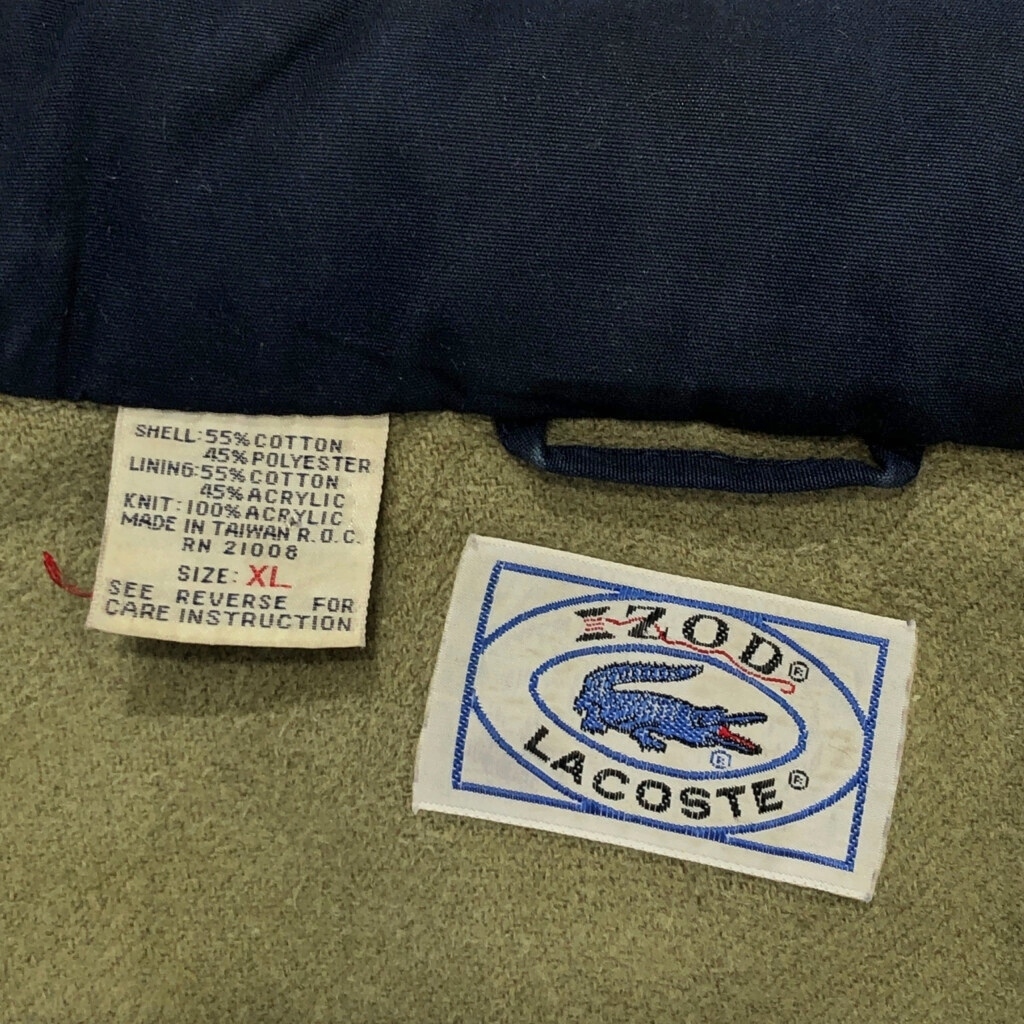 SHELL: 55% COTTON
45% POLYESTER
LINING: 55% COTTON
45% ACRYLIC
KNIT: 100% ACRYLIC
MADE IN TAIWAN R.O.C.
RN 21008
SIZE: XL
SEE REVERSE FOR
CARE INSTRUCTION
IZOD®
®
LACOSTE®